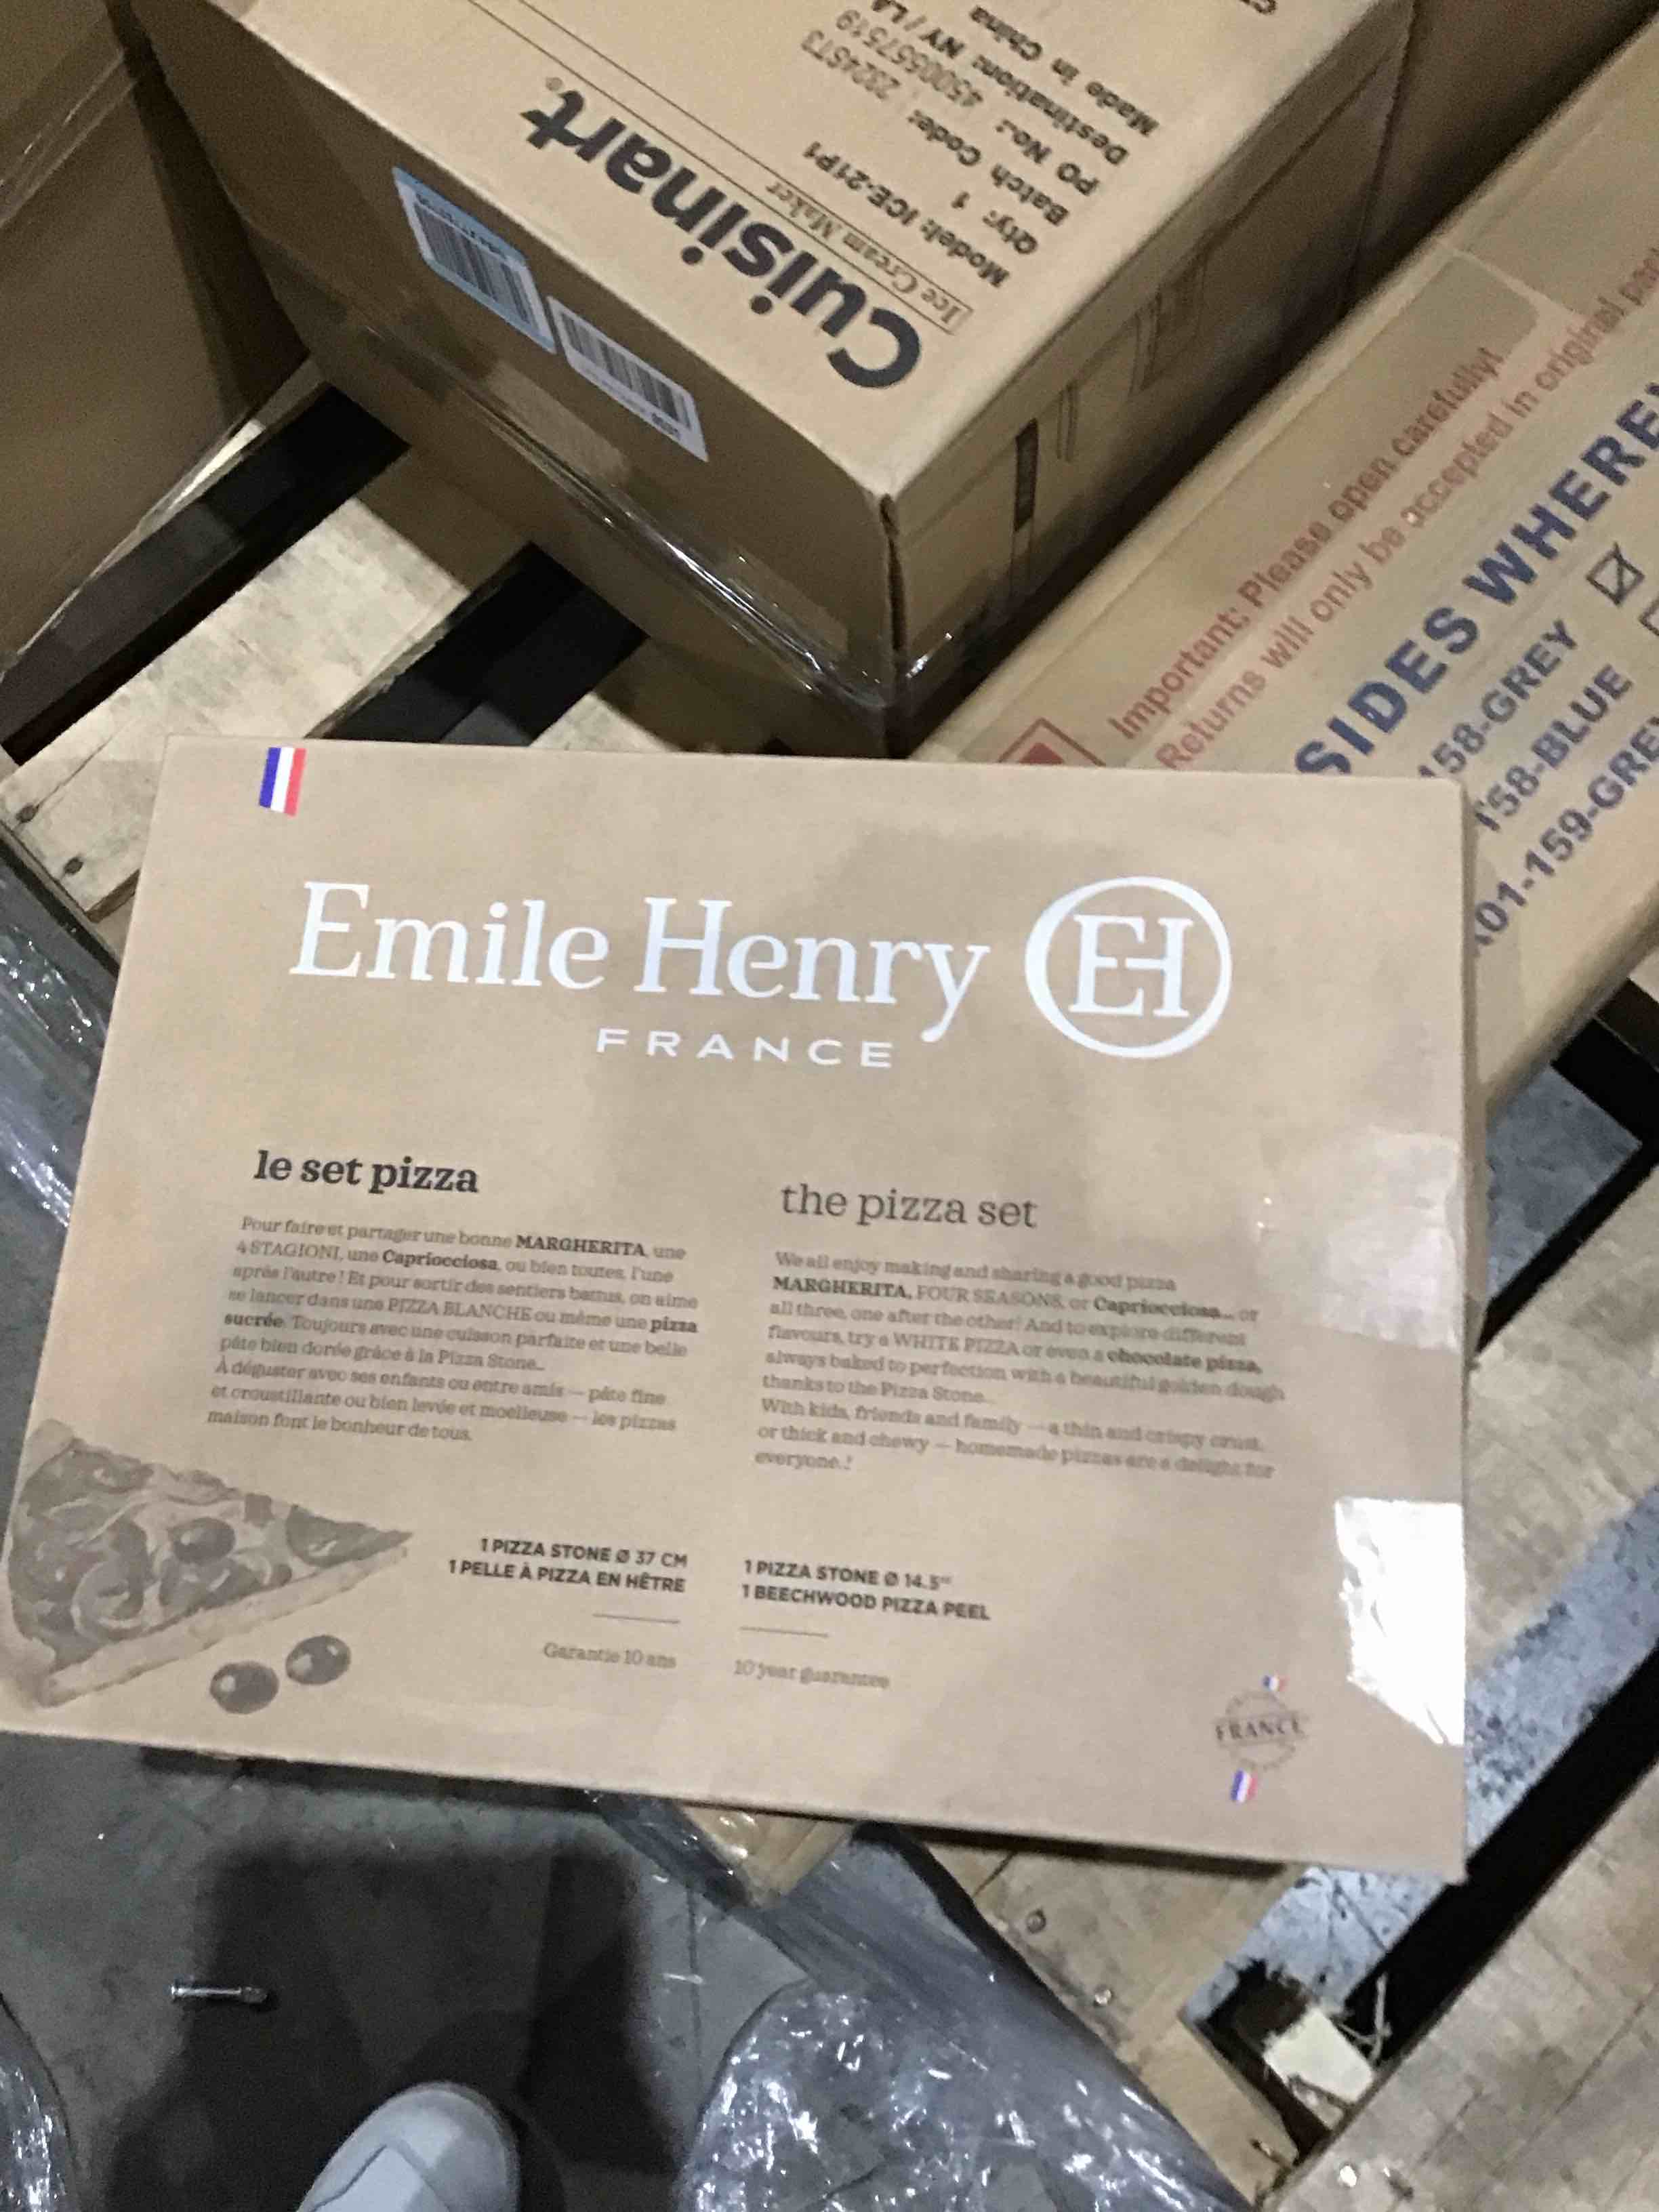 Cuisinart
Ice Cream Maker
Model: ICE-21P1
Qty: 1
Batch Code: 2324ST3
PO No.: 4500557519
Destination: NY / LA
Made in China
Important: Please open carefully!
Returns will only be accepted in original
SIDES WHERE
158-GREY
158-BLUE
01-159-GREY
Emile Henry EH
FRANCE
le set pizza
Pour faire et partager une bonne MARGHERITA, une
4 STAGIONI, une Capriocciosa, ou bien toutes, l'une
après l'autre ! Et pour sortir des sentiers battus, on aime
se lancer dans une PIZZA BLANCHE ou même une pizza
sucrée. Toujours avec une cuisson parfaite et une belle
pâte bien dorée grâce à la Pizza Stone...
À déguster avec ses enfants ou entre amis — pâte fine
et croustillante ou bien levée et moelleuse — les pizzas
maison font le bonheur de tous.
the pizza set
We all enjoy making and sharing a good pizza
MARGHERITA, FOUR SEASONS, or Capriocciosa... or
all three, one after the other! And to explore different
flavours, try a WHITE PIZZA or even a chocolate pizza,
always baked to perfection with a beautiful golden dough
thanks to the Pizza Stone...
With kids, friends and family — a thin and crispy crust,
or thick and chewy — homemade pizzas are a delight for
everyone.!
1 PIZZA STONE Ø 37 CM
1 PELLE À PIZZA EN HÊTRE
Garantie 10 ans
1 PIZZA STONE Ø 14.5"
1 BEECHWOOD PIZZA PEEL
10 year guarantee
FRANCE